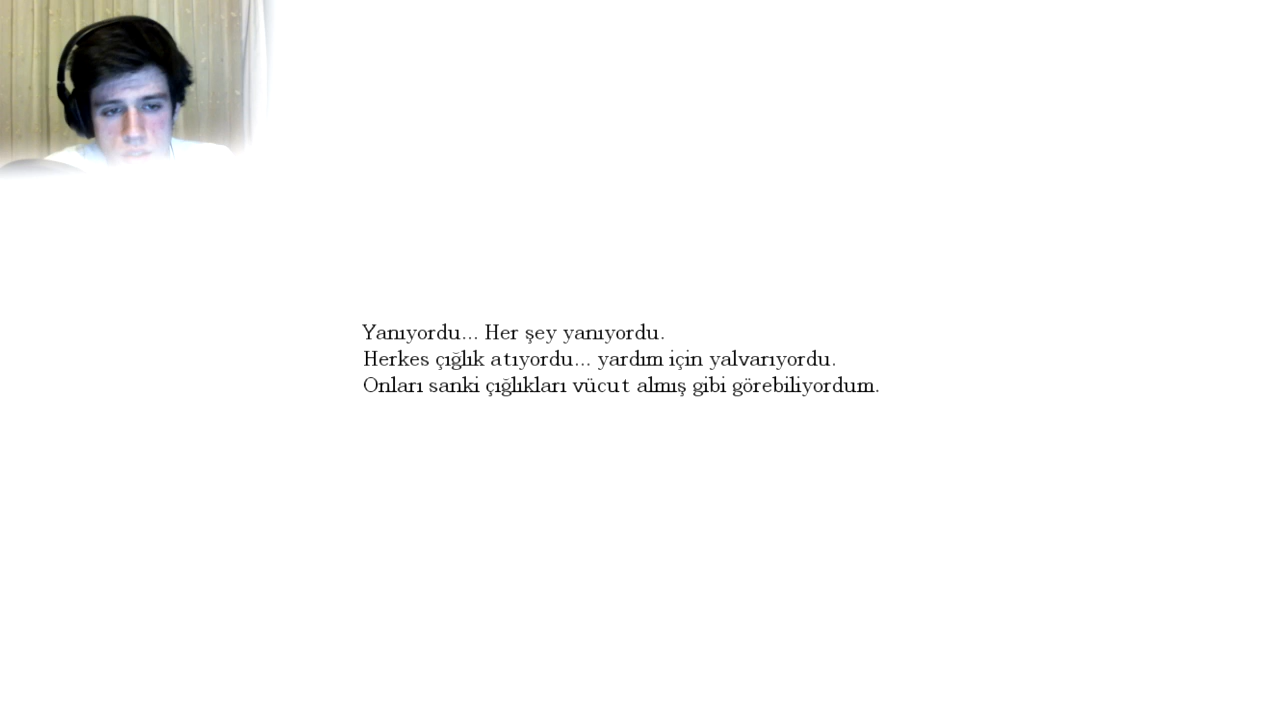 Yanıyordu... Her şey yanıyordu.
Herkes çığlık atıyordu... yardım için yalvarıyordu.
Onları sanki çığlıkları vücut almış gibi görebiliyordum.